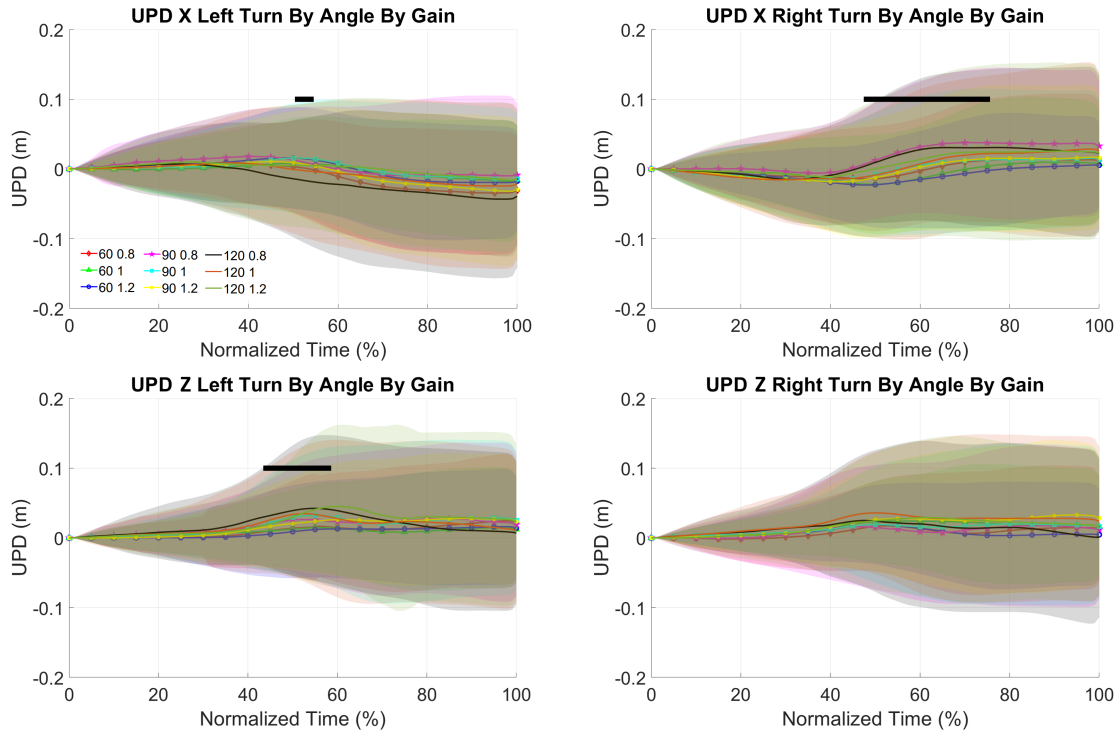 UPD X Left Turn By Angle By Gain
0.2
0.1
0
-0.1
-0.2
UPD (m)
60 0.8 90 0.8 120 0.8
60 1 90 1 120 1
60 1.2 90 1.2 120 1.2
0 20 40 60 80 100
Normalized Time (%)
UPD X Right Turn By Angle By Gain
0.2
0.1
0
-0.1
-0.2
UPD (m)
0 20 40 60 80 100
Normalized Time (%)
UPD Z Left Turn By Angle By Gain
0.2
0.1
0
-0.1
-0.2
UPD (m)
0 20 40 60 80 100
Normalized Time (%)
UPD Z Right Turn By Angle By Gain
0.2
0.1
0
-0.1
-0.2
UPD (m)
0 20 40 60 80 100
Normalized Time (%)